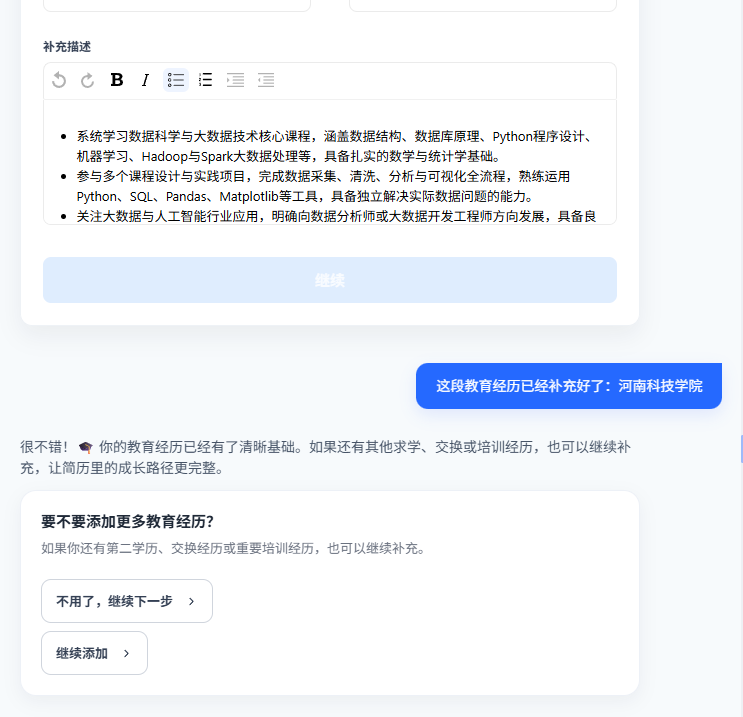 补充描述
B I
系统学习数据科学与大数据技术核心课程，涵盖数据结构、数据库原理、Python程序设计、
机器学习、Hadoop与Spark大数据处理等，具备扎实的数学与统计学基础。
参与多个课程设计与实践项目，完成数据采集、清洗、分析与可视化全流程，熟练运用
Python、SQL、Pandas、Matplotlib等工具，具备独立解决实际数据问题的能力。
关注大数据与人工智能行业应用，明确向数据分析师或大数据开发工程师方向发展，具备良
继续
这段教育经历已经补充好了：河南科技学院
很不错！🎓 你的教育经历已经有了清晰基础。如果还有其他求学、交换或培训经历，也可以继续补
充，让简历里的成长路径更完整。
要不要添加更多教育经历？
如果你还有第二学历、交换经历或重要培训经历，也可以继续补充。
不用了，继续下一步
继续添加